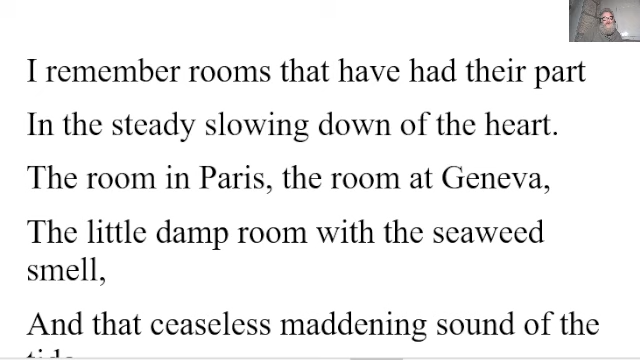 I remember rooms that have had their part
In the steady slowing down of the heart.
The room in Paris, the room at Geneva,
The little damp room with the seaweed
smell,
And that ceaseless maddening sound of the
tide